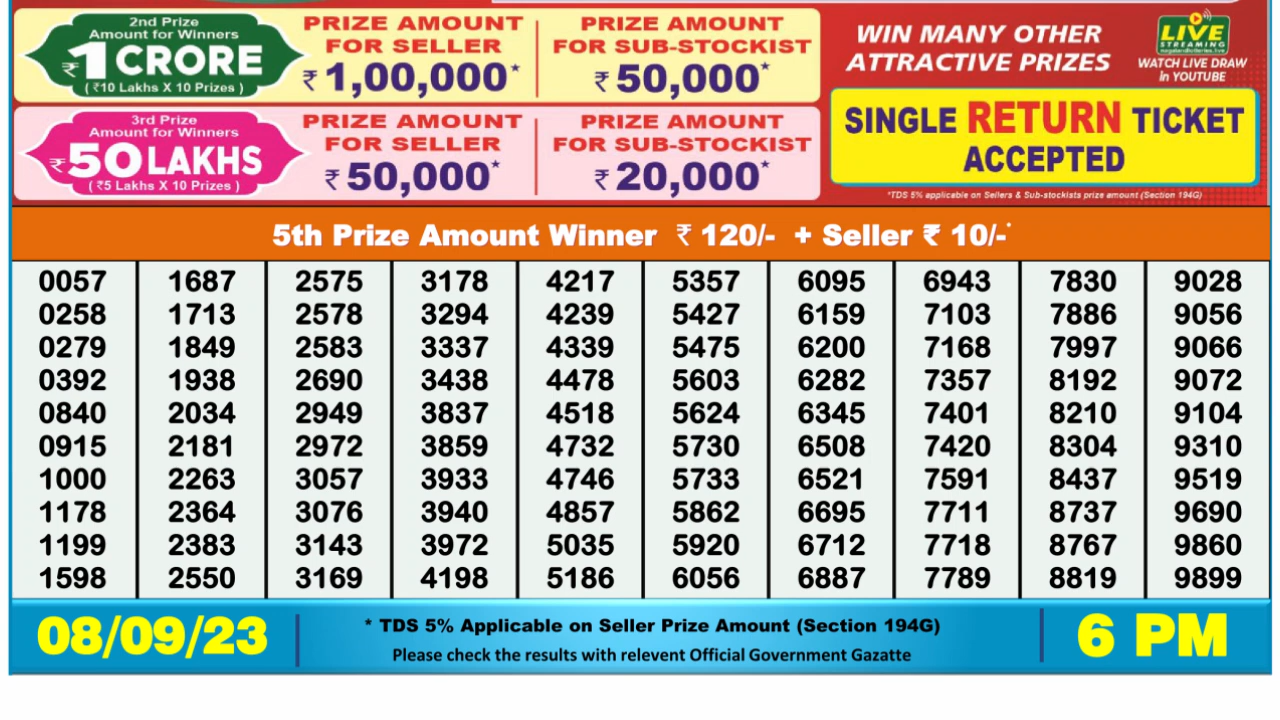 2nd Prize
Amount for Winners
₹1 CRORE
( ₹10 Lakhs X 10 Prizes )
PRIZE AMOUNT
FOR SELLER
₹ 1,00,000*
PRIZE AMOUNT
FOR SUB-STOCKIST
₹ 50,000*
WIN MANY OTHER
ATTRACTIVE PRIZES
LIVE
STREAMING
WATCH LIVE DRAW
in YOUTUBE
3rd Prize
Amount for Winners
₹50 LAKHS
( ₹5 Lakhs X 10 Prizes )
PRIZE AMOUNT
FOR SELLER
₹ 50,000*
PRIZE AMOUNT
FOR SUB-STOCKIST
₹ 20,000*
SINGLE RETURN TICKET
ACCEPTED
*TDS 5% applicable on Sellers & Sub-stockists prize amount (Section 194G)
5th Prize Amount Winner ₹ 120/- + Seller ₹ 10/-*
0057 1687 2575 3178 4217 5357 6095 6943 7830 9028
0258 1713 2578 3294 4239 5427 6159 7103 7886 9056
0279 1849 2583 3337 4339 5475 6200 7168 7997 9066
0392 1938 2690 3438 4478 5603 6282 7357 8192 9072
0840 2034 2949 3837 4518 5624 6345 7401 8210 9104
0915 2181 2972 3859 4732 5730 6508 7420 8304 9310
1000 2263 3057 3933 4746 5733 6521 7591 8437 9519
1178 2364 3076 3940 4857 5862 6695 7711 8737 9690
1199 2383 3143 3972 5035 5920 6712 7718 8767 9860
1598 2550 3169 4198 5186 6056 6887 7789 8819 9899
08/09/23
* TDS 5% Applicable on Seller Prize Amount (Section 194G)
Please check the results with relevent Official Government Gazatte
6 PM